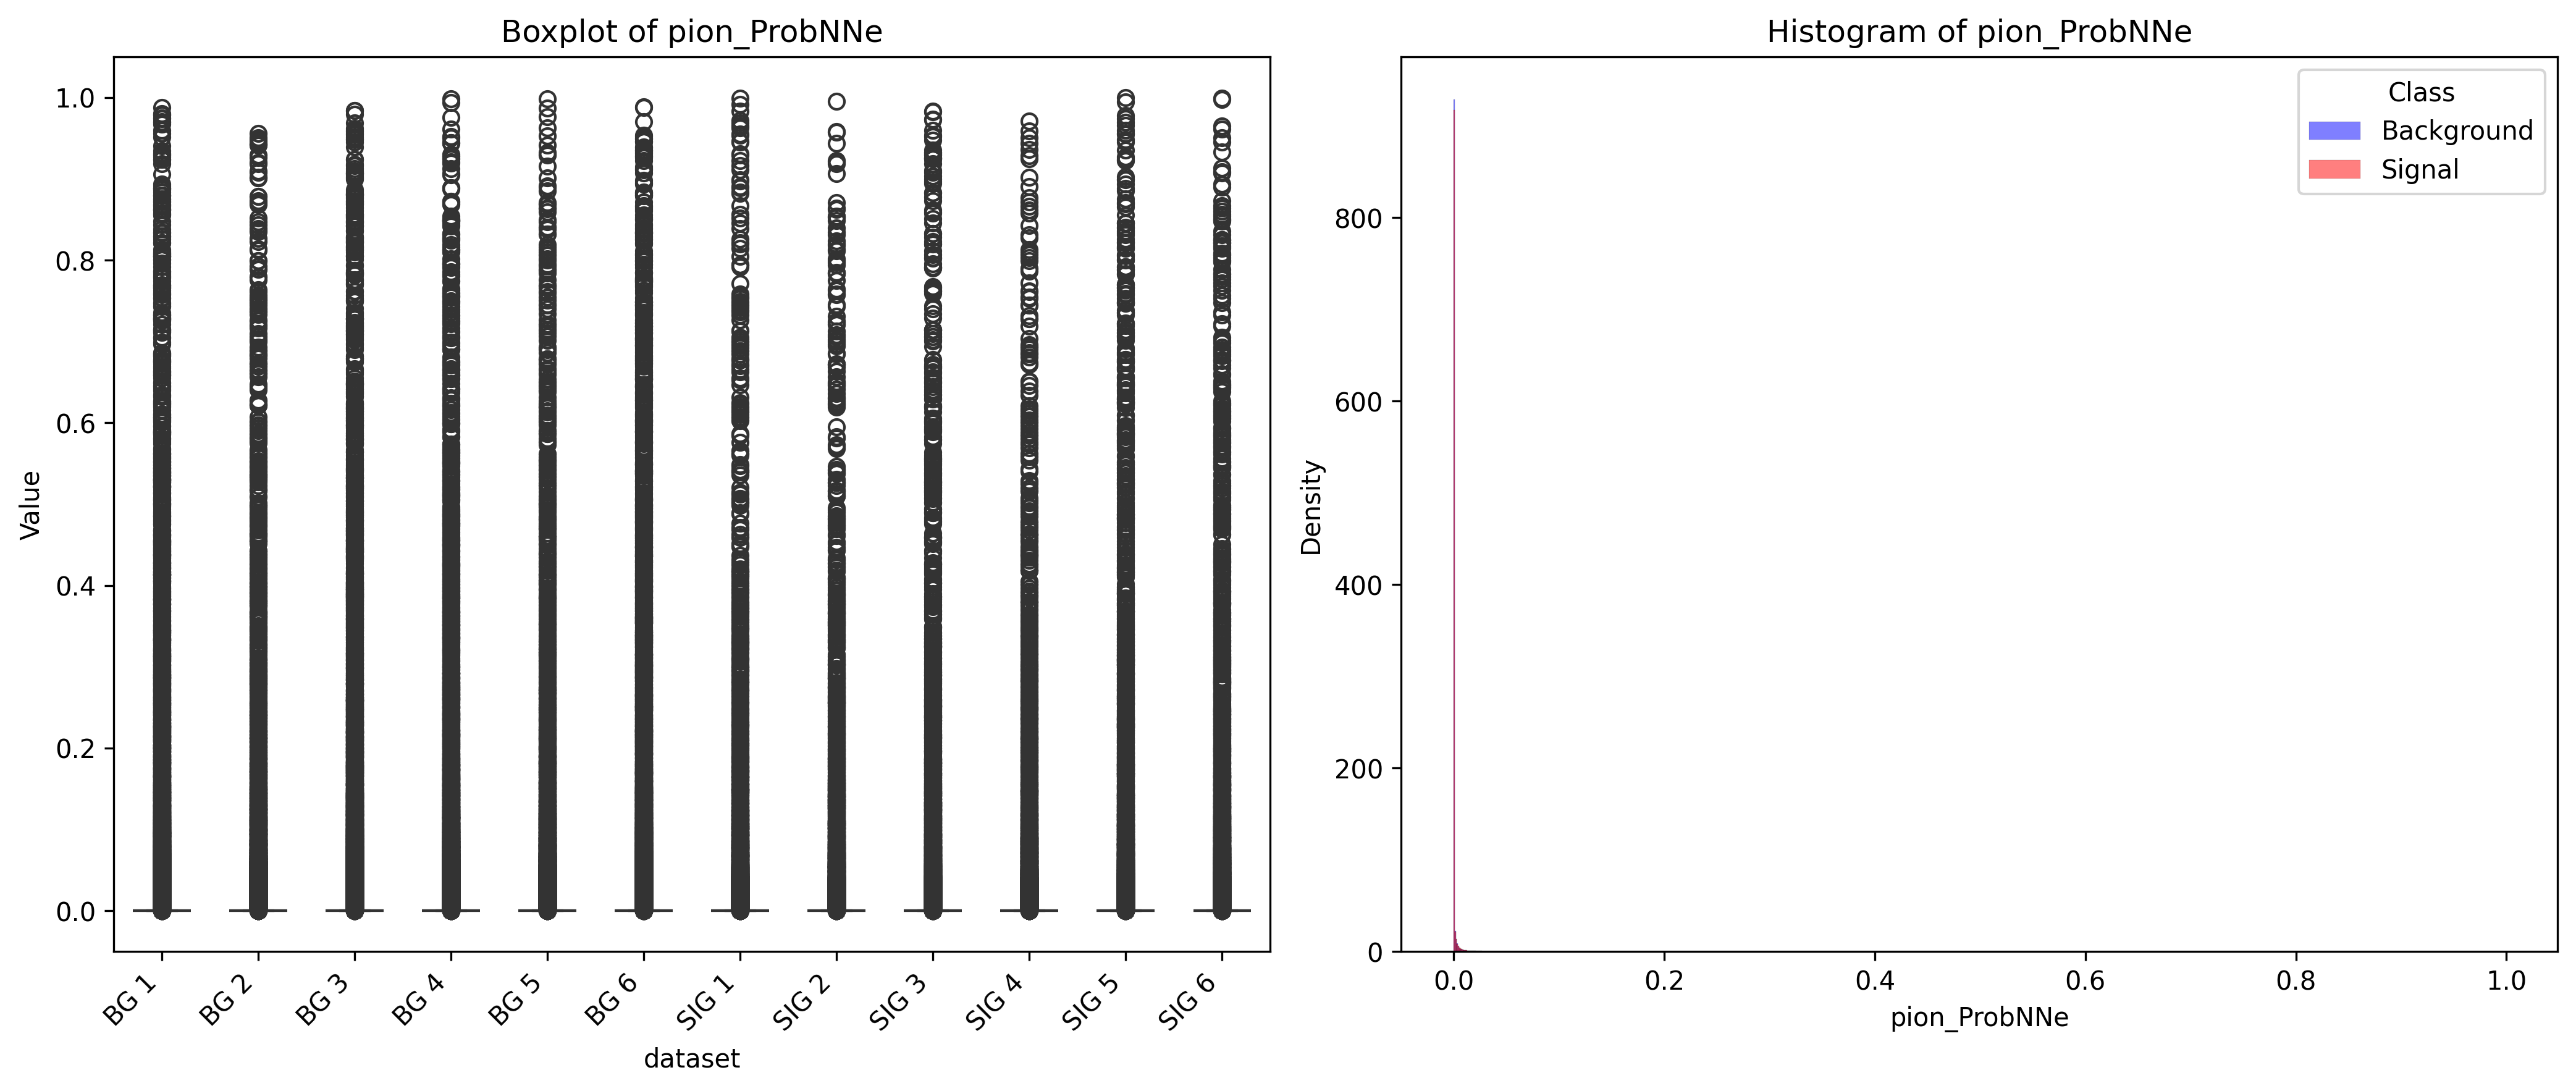 Boxplot of pion_ProbNNe
1.0
0.8
0.6
0.4
0.2
0.0
Value
BG 1
BG 2
BG 3
BG 4
BG 5
BG 6
SIG 1
SIG 2
SIG 3
SIG 4
SIG 5
SIG 6
dataset
Histogram of pion_ProbNNe
Class
Background
Signal
800
600
400
200
0
Density
0.0
0.2
0.4
0.6
0.8
1.0
pion_ProbNNe